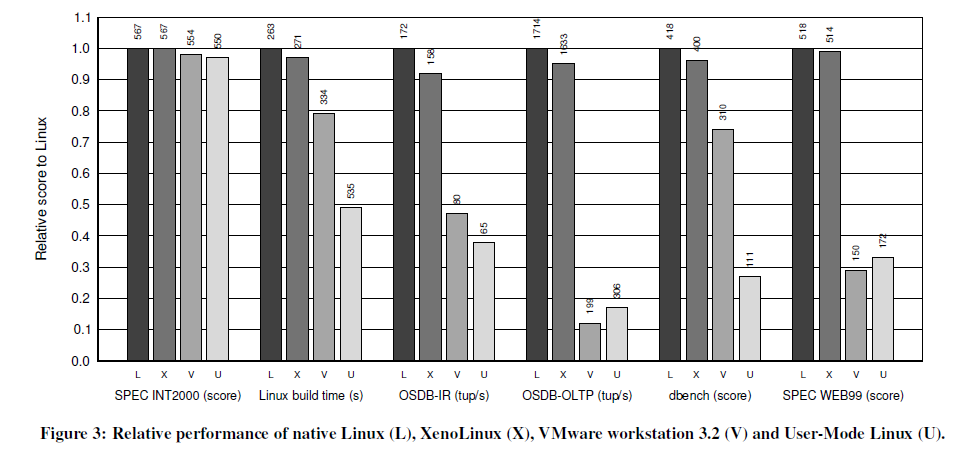 1.1
1.0
0.9
0.8
0.7
0.6
0.5
0.4
0.3
0.2
0.1
0.0
Relative score to Linux
567 567 554 550
263 271 334 535
172 158 80 65
1714 1633 199 306
418 400 310 111
518 514 150 172
L X V U L X V U L X V U L X V U L X V U L X V U
SPEC INT2000 (score) Linux build time (s) OSDB-IR (tup/s) OSDB-OLTP (tup/s) dbench (score) SPEC WEB99 (score)
Figure 3: Relative performance of native Linux (L), XenoLinux (X), VMware workstation 3.2 (V) and User-Mode Linux (U).